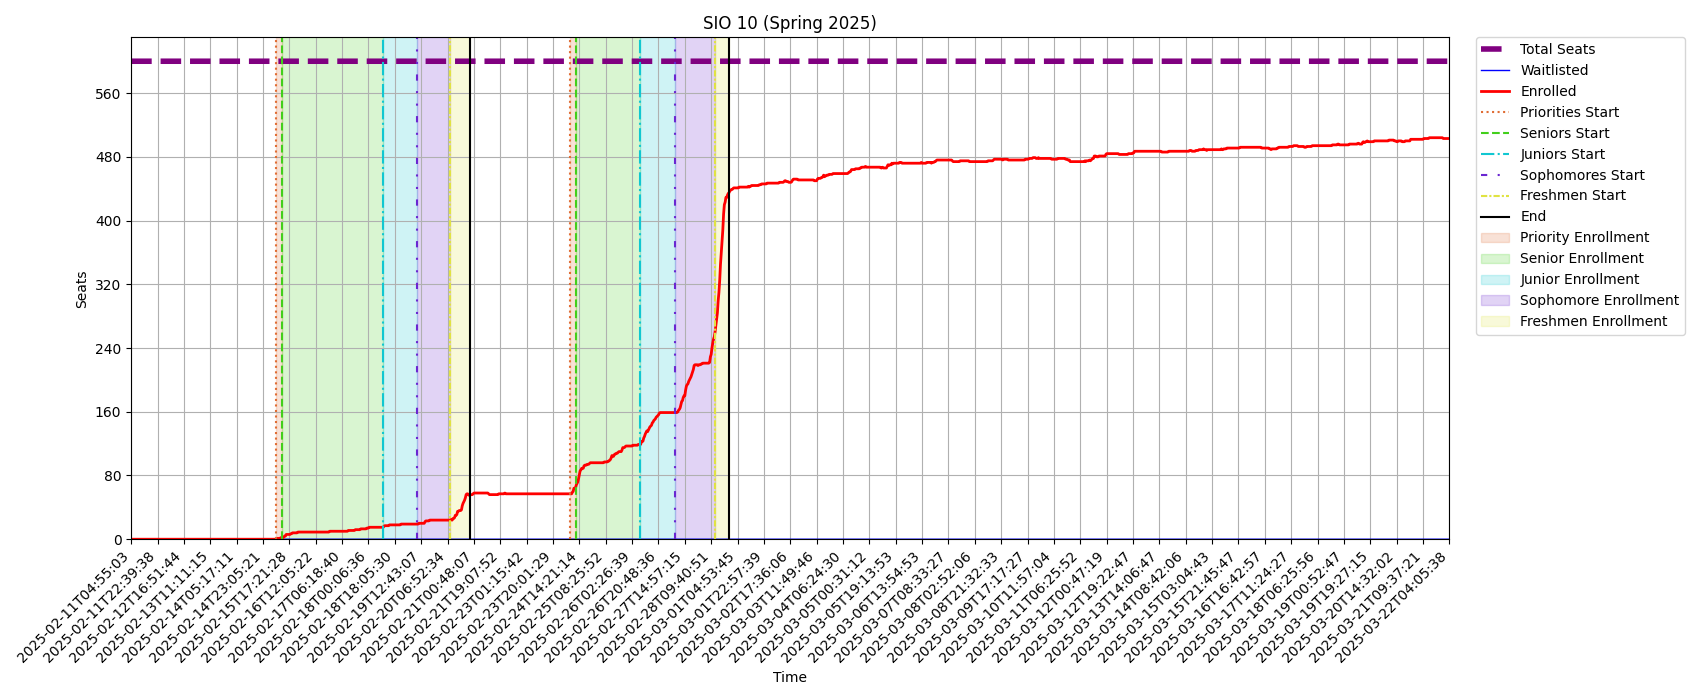 SIO 10 (Spring 2025)
Seats
560
480
400
320
240
160
80
0
2025-02-11T04:55:03
2025-02-11T22:39:38
2025-02-12T16:51:44
2025-02-13T11:11:15
2025-02-14T05:17:11
2025-02-14T23:05:21
2025-02-15T17:21:28
2025-02-16T12:05:22
2025-02-17T06:18:40
2025-02-18T00:06:36
2025-02-18T18:05:30
2025-02-19T12:43:07
2025-02-20T06:52:34
2025-02-21T00:48:07
2025-02-21T19:07:52
2025-02-23T01:15:42
2025-02-23T20:01:29
2025-02-24T14:21:14
2025-02-25T08:25:52
2025-02-26T02:26:39
2025-02-26T20:48:36
2025-02-27T14:57:15
2025-02-28T09:40:51
2025-03-01T04:53:45
2025-03-01T22:57:39
2025-03-02T17:36:06
2025-03-03T11:49:46
2025-03-04T06:24:30
2025-03-05T00:31:12
2025-03-05T19:13:53
2025-03-06T13:54:53
2025-03-07T08:33:27
2025-03-08T02:52:06
2025-03-08T21:32:33
2025-03-09T17:17:27
2025-03-10T11:57:04
2025-03-11T06:25:52
2025-03-12T00:47:19
2025-03-12T19:22:47
2025-03-13T14:06:47
2025-03-14T08:42:06
2025-03-15T03:04:43
2025-03-15T21:45:47
2025-03-16T16:42:57
2025-03-17T11:24:27
2025-03-18T06:25:56
2025-03-19T00:52:47
2025-03-19T19:27:15
2025-03-20T14:32:02
2025-03-21T09:37:21
2025-03-22T04:05:38
Time
Total Seats
Waitlisted
Enrolled
Priorities Start
Seniors Start
Juniors Start
Sophomores Start
Freshmen Start
End
Priority Enrollment
Senior Enrollment
Junior Enrollment
Sophomore Enrollment
Freshmen Enrollment